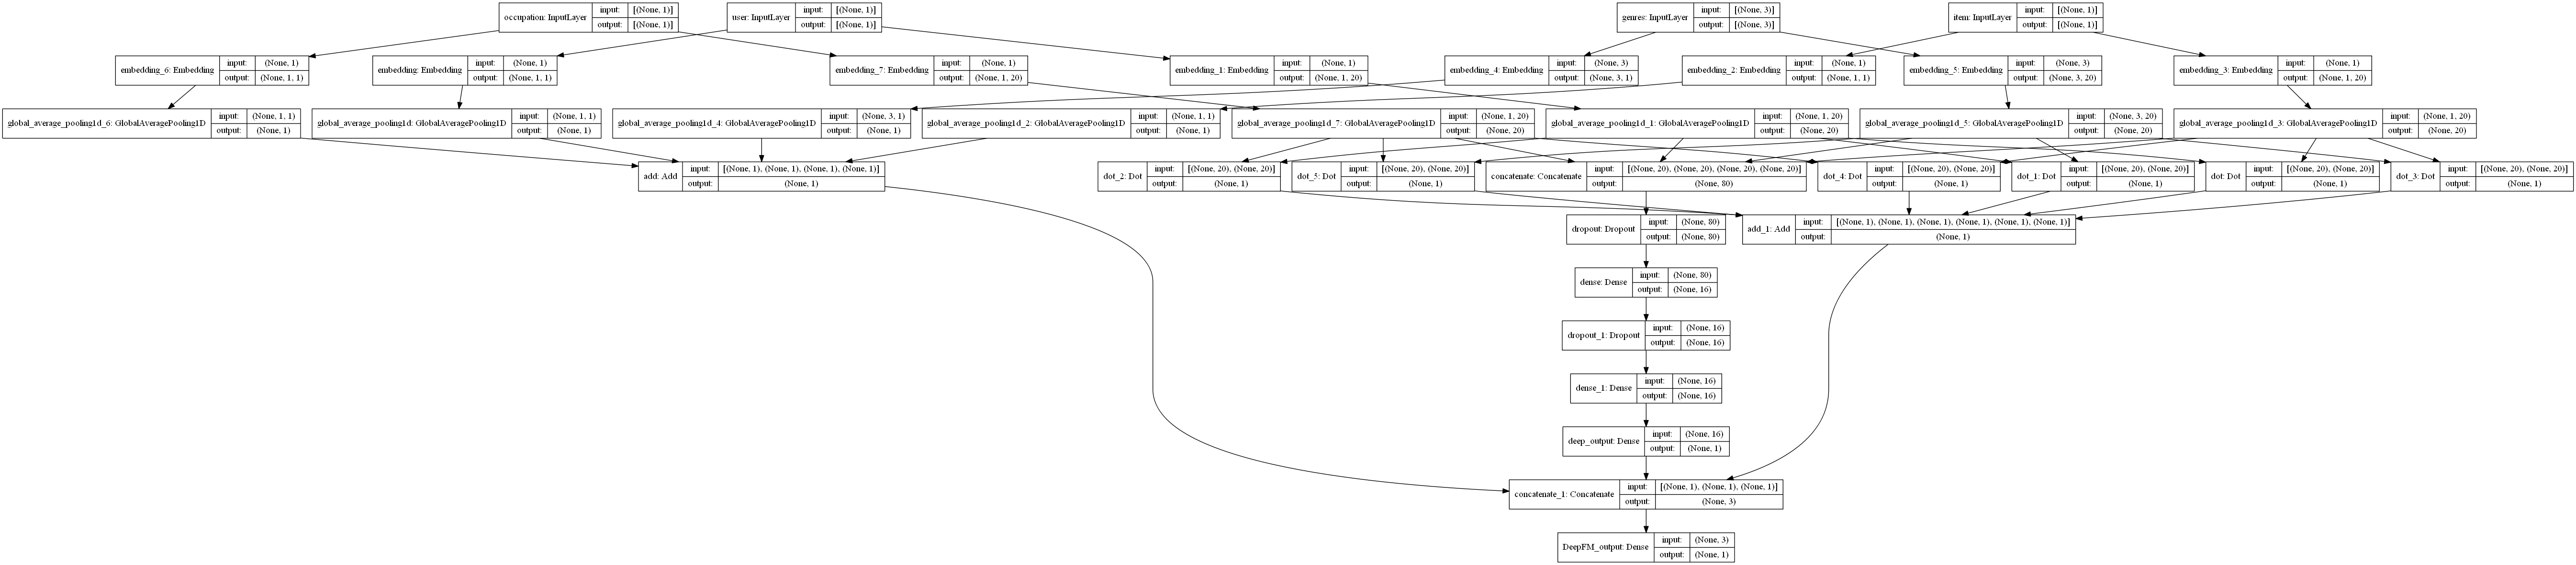 occupation: InputLayer input: [(None, 1)] output: [(None, 1)]
user: InputLayer input: [(None, 1)] output: [(None, 1)]
genres: InputLayer input: [(None, 3)] output: [(None, 3)]
item: InputLayer input: [(None, 1)] output: [(None, 1)]
embedding_6: Embedding input: (None, 1) output: (None, 1, 1)
embedding: Embedding input: (None, 1) output: (None, 1, 1)
embedding_7: Embedding input: (None, 1) output: (None, 1, 20)
embedding_1: Embedding input: (None, 1) output: (None, 1, 20)
embedding_4: Embedding input: (None, 3) output: (None, 3, 1)
embedding_2: Embedding input: (None, 1) output: (None, 1, 1)
embedding_5: Embedding input: (None, 3) output: (None, 3, 20)
embedding_3: Embedding input: (None, 1) output: (None, 1, 20)
global_average_pooling1d_6: GlobalAveragePooling1D input: (None, 1, 1) output: (None, 1)
global_average_pooling1d: GlobalAveragePooling1D input: (None, 1, 1) output: (None, 1)
global_average_pooling1d_4: GlobalAveragePooling1D input: (None, 3, 1) output: (None, 1)
global_average_pooling1d_2: GlobalAveragePooling1D input: (None, 1, 1) output: (None, 1)
global_average_pooling1d_7: GlobalAveragePooling1D input: (None, 1, 20) output: (None, 20)
global_average_pooling1d_1: GlobalAveragePooling1D input: (None, 1, 20) output: (None, 20)
global_average_pooling1d_5: GlobalAveragePooling1D input: (None, 3, 20) output: (None, 20)
global_average_pooling1d_3: GlobalAveragePooling1D input: (None, 1, 20) output: (None, 20)
add: Add input: [(None, 1), (None, 1), (None, 1), (None, 1)] output: (None, 1)
dot_2: Dot input: [(None, 20), (None, 20)] output: (None, 1)
dot_5: Dot input: [(None, 20), (None, 20)] output: (None, 1)
concatenate: Concatenate input: [(None, 20), (None, 20), (None, 20), (None, 20)] output: (None, 80)
dot_4: Dot input: [(None, 20), (None, 20)] output: (None, 1)
dot_1: Dot input: [(None, 20), (None, 20)] output: (None, 1)
dot: Dot input: [(None, 20), (None, 20)] output: (None, 1)
dot_3: Dot input: [(None, 20), (None, 20)] output: (None, 1)
dropout: Dropout input: (None, 80) output: (None, 80)
add_1: Add input: [(None, 1), (None, 1), (None, 1), (None, 1), (None, 1), (None, 1)] output: (None, 1)
dense: Dense input: (None, 80) output: (None, 16)
dropout_1: Dropout input: (None, 16) output: (None, 16)
dense_1: Dense input: (None, 16) output: (None, 16)
deep_output: Dense input: (None, 16) output: (None, 1)
concatenate_1: Concatenate input: [(None, 1), (None, 1), (None, 1)] output: (None, 3)
DeepFM_output: Dense input: (None, 3) output: (None, 1)